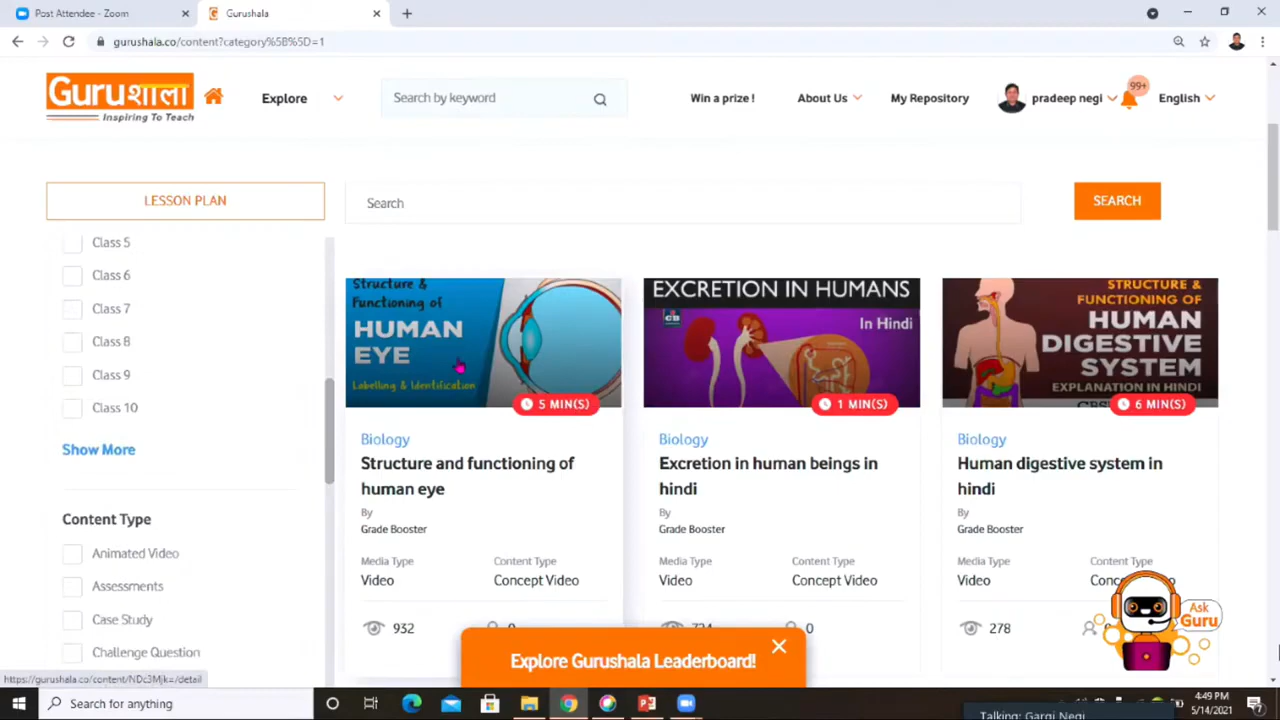 Post Attendee - Zoom
Gurushala
gurushala.co/content?category%5B%5D=1
Guruशाला
Inspiring To Teach
Explore
Search by keyword
Win a prize !
About Us
My Repository
pradeep negi
99+
English
LESSON PLAN
Search
SEARCH
Class 5
Class 6
Class 7
Class 8
Class 9
Class 10
Show More
Content Type
Animated Video
Assessments
Case Study
Challenge Question
Structure &
Functioning of
HUMAN
EYE
Labelling & Identification
5 MIN(S)
Biology
Structure and functioning of
human eye
By
Grade Booster
Media Type
Content Type
Video
Concept Video
932
EXCRETION IN HUMANS
In Hindi
1 MIN(S)
Biology
Excretion in human beings in
hindi
By
Grade Booster
Media Type
Content Type
Video
Concept Video
0
STRUCTURE &
FUNCTIONING OF
HUMAN
DIGESTIVE
SYSTEM
EXPLANATION IN HINDI
6 MIN(S)
Biology
Human digestive system in
hindi
By
Grade Booster
Media Type
Content Type
Video
278
Ask
Guru
Explore Gurushala Leaderboard!
https://gurushala.co/content/NDc3Mjk=/detail
Search for anything
4:49 PM
5/14/2021
Talking: Gargi Negi